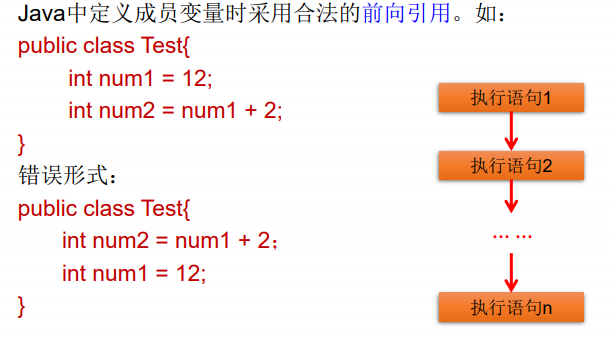 Java中定义成员变量时采用合法的前向引用。如：
public class Test{
int num1 = 12;
int num2 = num1 + 2;
}
错误形式：
public class Test{
int num2 = num1 + 2；
int num1 = 12;
}
执行语句1
执行语句2
... ...
执行语句n